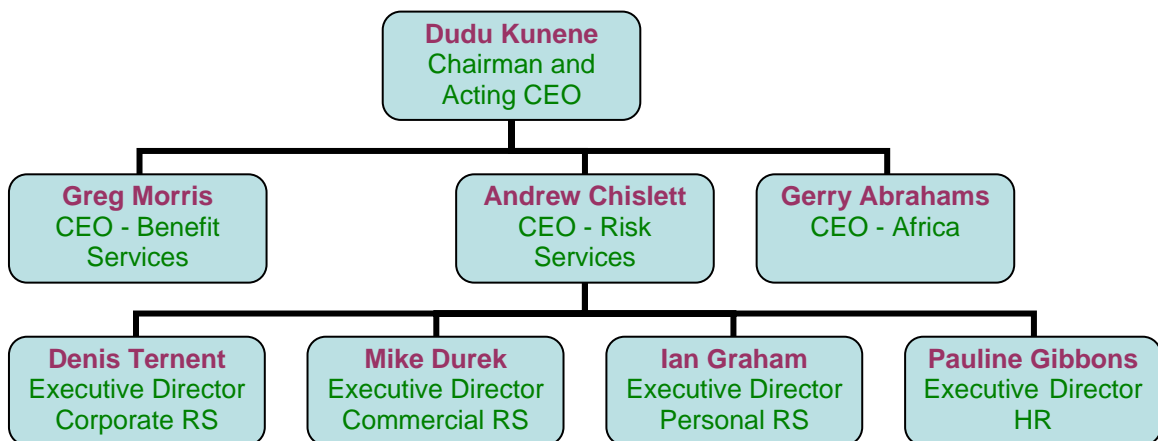 Dudu Kunene
Chairman and
Acting CEO
Greg Morris
CEO - Benefit
Services
Andrew Chislett
CEO - Risk
Services
Gerry Abrahams
CEO - Africa
Denis Ternent
Executive Director
Corporate RS
Mike Durek
Executive Director
Commercial RS
Ian Graham
Executive Director
Personal RS
Pauline Gibbons
Executive Director
HR